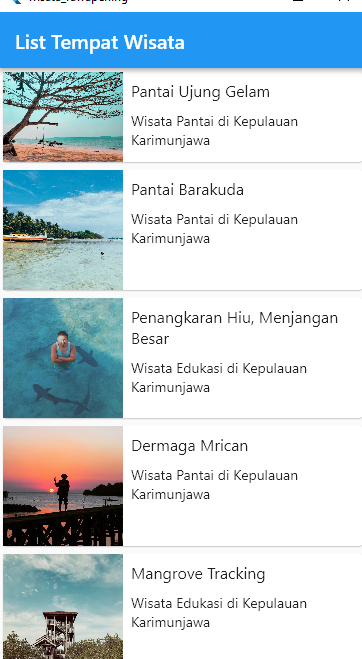 List Tempat Wisata
Pantai Ujung Gelam
Wisata Pantai di Kepulauan
Karimunjawa
Pantai Barakuda
Wisata Pantai di Kepulauan
Karimunjawa
Penangkaran Hiu, Menjangan
Besar
Wisata Edukasi di Kepulauan
Karimunjawa
Dermaga Mrican
Wisata Pantai di Kepulauan
Karimunjawa
Mangrove Tracking
Wisata Edukasi di Kepulauan
Karimunjawa